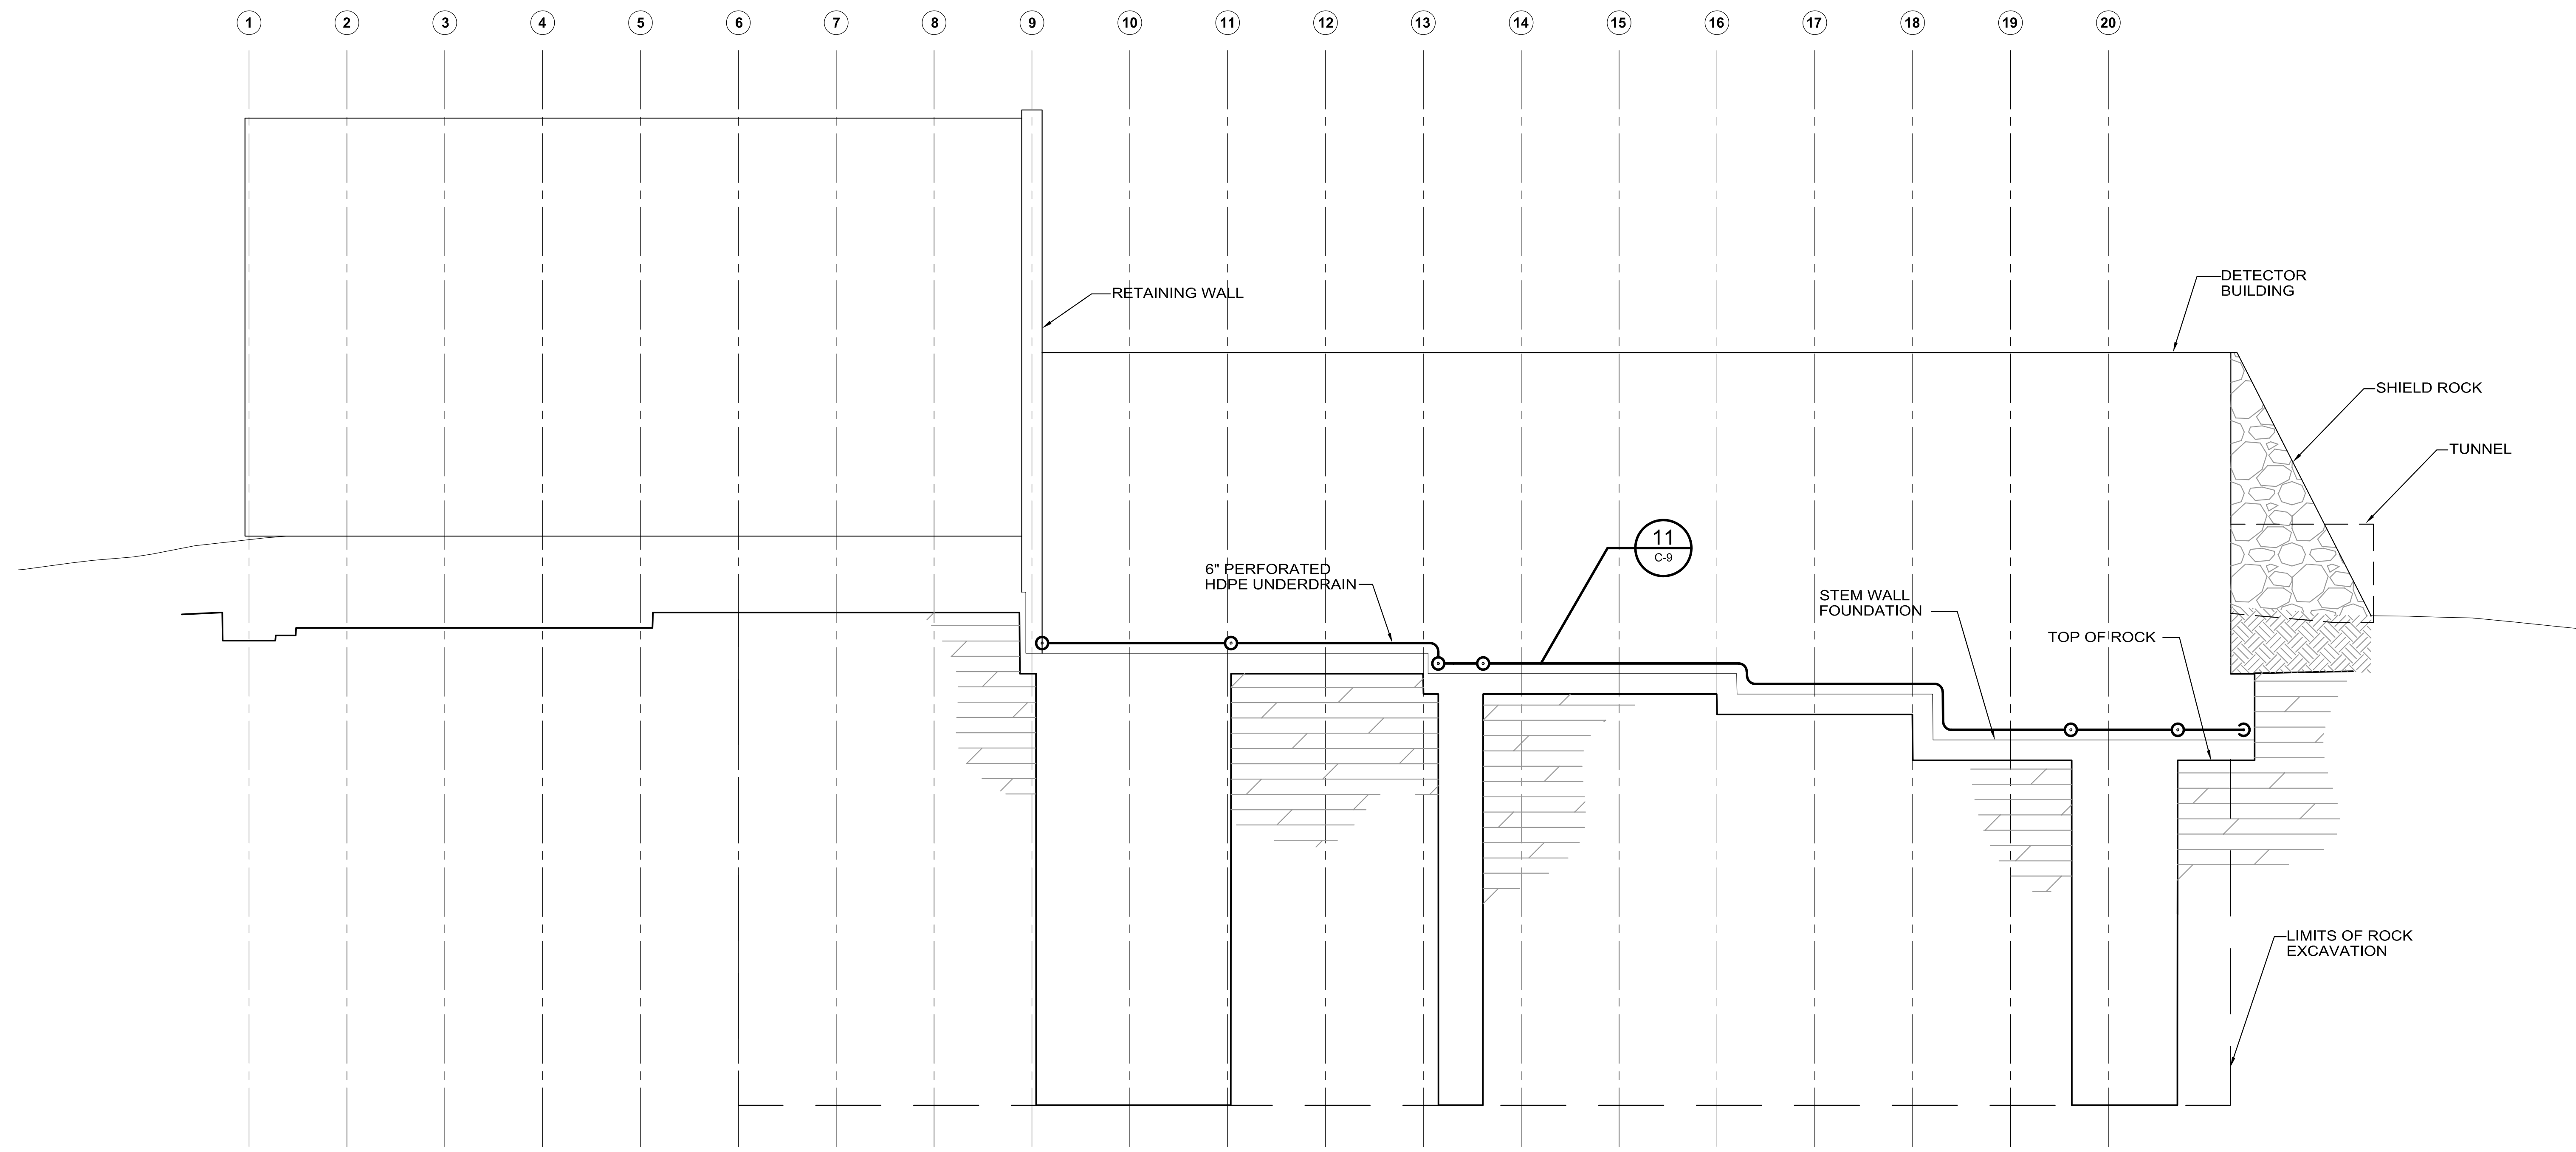 1 2 3 4 5 6 7 8 9 10 11 12 13 14 15 16 17 18 19 20
DETECTOR
BUILDING
RETAINING WALL
SHIELD ROCK
TUNNEL
11
C-9
6" PERFORATED
HDPE UNDERDRAIN
STEM WALL
FOUNDATION
TOP OF ROCK
LIMITS OF ROCK
EXCAVATION